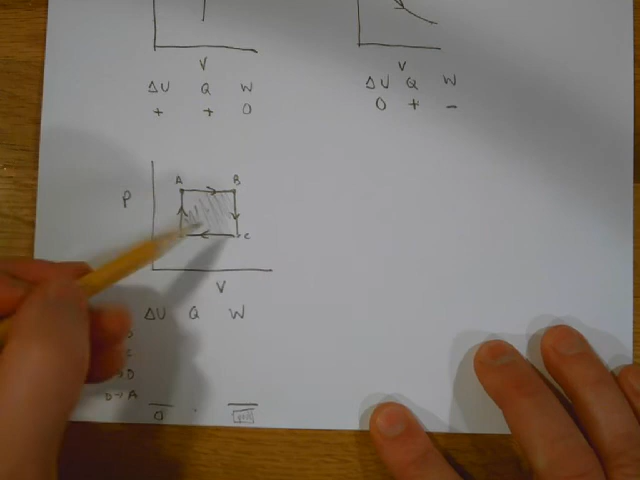 V V
ΔU Q W ΔU Q W
+ + 0 0 + -
A B
P
C
V
ΔU Q W
D → A
0